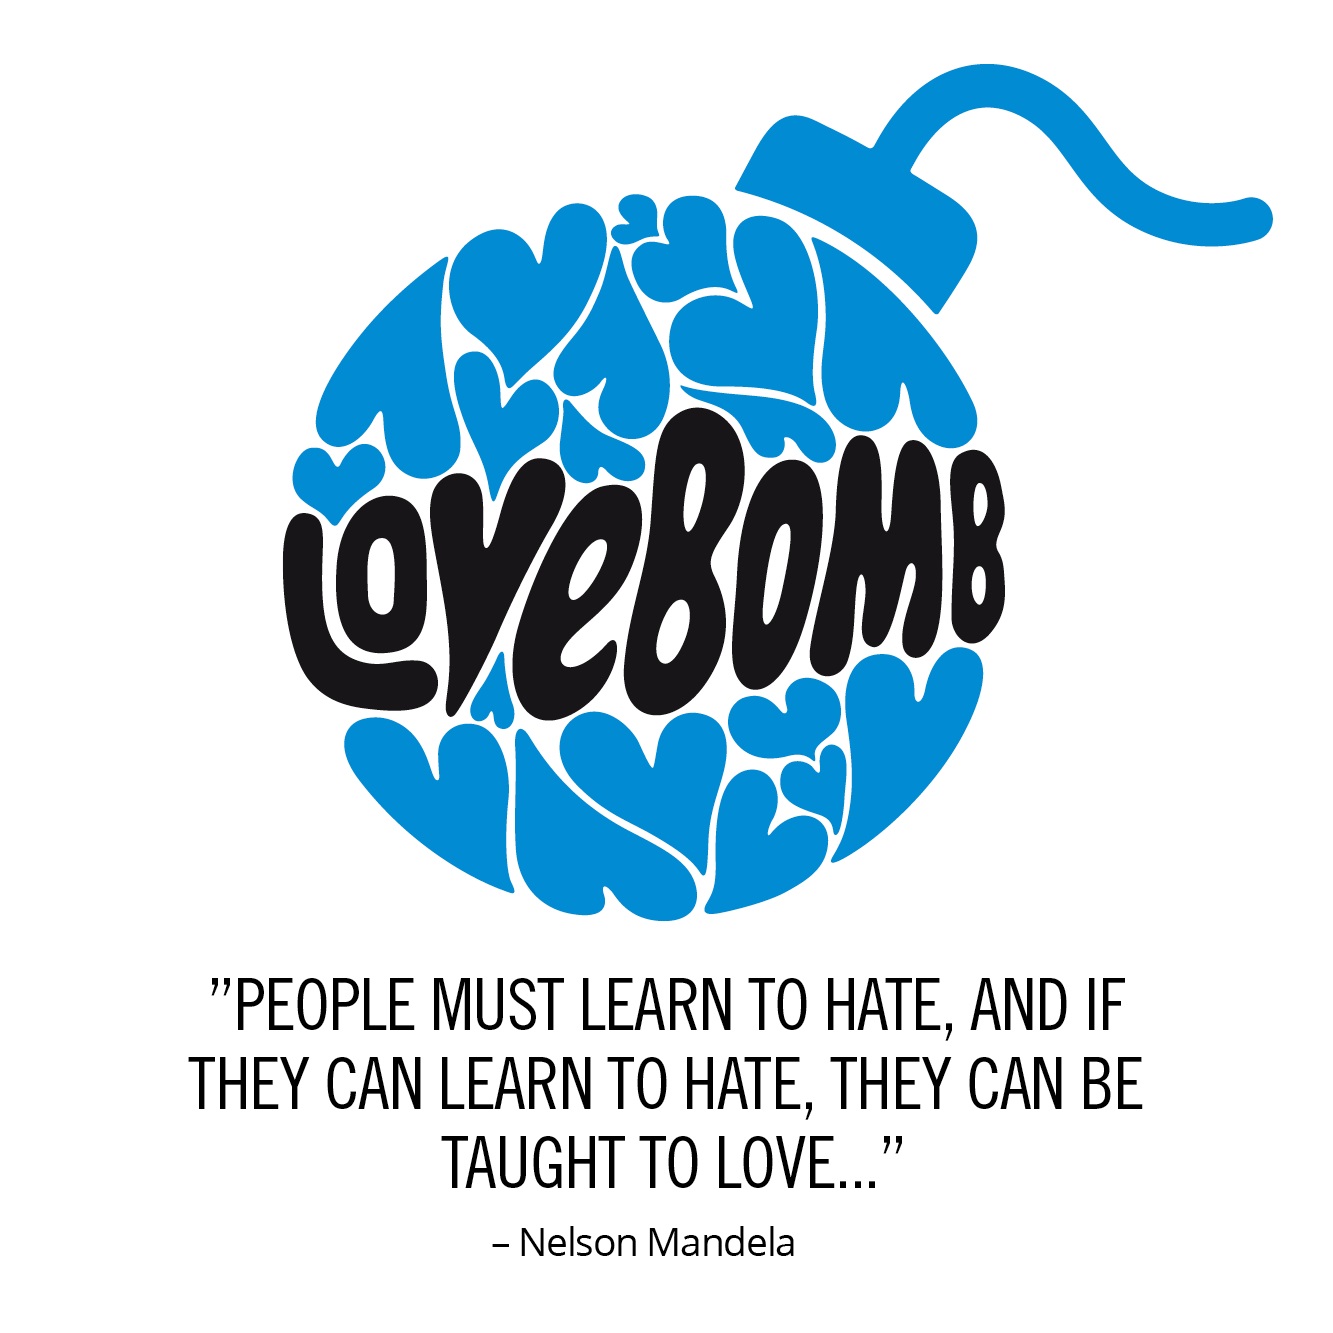 LOVEBOMB
”PEOPLE MUST LEARN TO HATE, AND IF
THEY CAN LEARN TO HATE, THEY CAN BE
TAUGHT TO LOVE...”
– Nelson Mandela